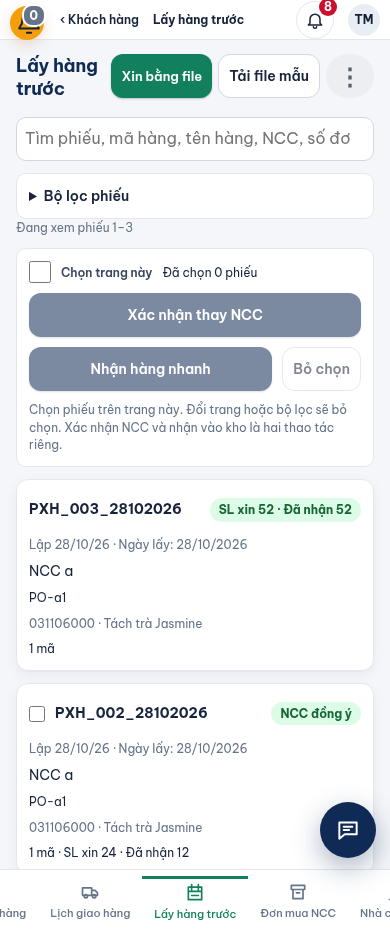 0
‹ Khách hàng
Lấy hàng trước
8
TM
Lấy hàng trước
Xin bằng file
Tải file mẫu
Tìm phiếu, mã hàng, tên hàng, NCC, số đơ
Bộ lọc phiếu
Đang xem phiếu 1–3
Chọn trang này
Đã chọn 0 phiếu
Xác nhận thay NCC
Nhận hàng nhanh
Bỏ chọn
Chọn phiếu trên trang này. Đổi trang hoặc bộ lọc sẽ bỏ
chọn. Xác nhận NCC và nhận vào kho là hai thao tác
riêng.
PXH_003_28102026
SL xin 52 · Đã nhận 52
Lập 28/10/26 · Ngày lấy: 28/10/2026
NCC a
PO-a1
031106000 · Tách trà Jasmine
1 mã
PXH_002_28102026
NCC đồng ý
Lập 28/10/26 · Ngày lấy: 28/10/2026
NCC a
PO-a1
031106000 · Tách trà Jasmine
1 mã · SL xin 24 · Đã nhận 12
hàng
Lịch giao hàng
Lấy hàng trước
Đơn mua NCC
Nhà c